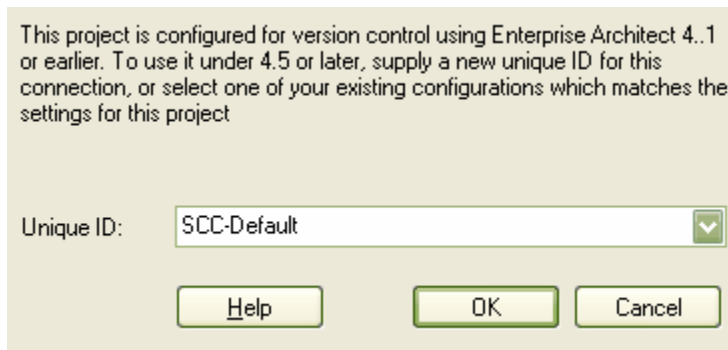 This project is configured for version control using Enterprise Architect 4..1
or earlier. To use it under 4.5 or later, supply a new unique ID for this
connection, or select one of your existing configurations which matches the
settings for this project
Unique ID: SCC-Default
Help OK Cancel